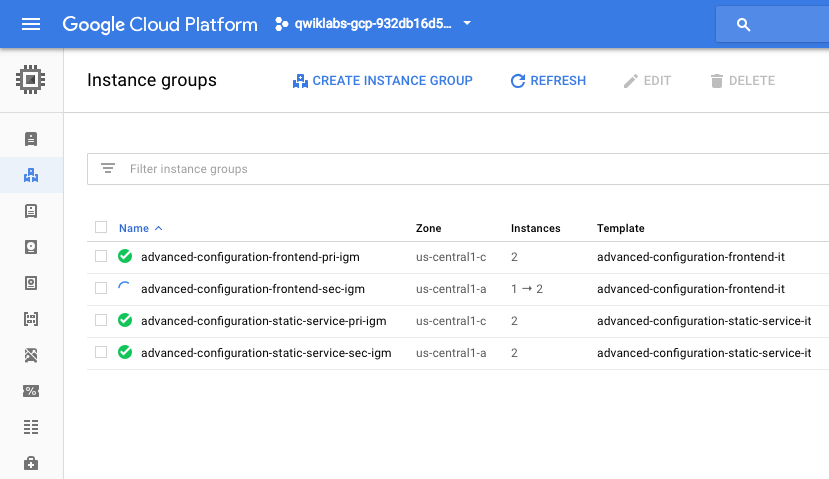 Google Cloud Platform qwiklabs-gcp-932db16d5...
Instance groups CREATE INSTANCE GROUP REFRESH EDIT DELETE
Filter instance groups
Name Zone Instances Template
advanced-configuration-frontend-pri-igm us-central1-c 2 advanced-configuration-frontend-it
advanced-configuration-frontend-sec-igm us-central1-a 1 → 2 advanced-configuration-frontend-it
advanced-configuration-static-service-pri-igm us-central1-c 2 advanced-configuration-static-service-it
advanced-configuration-static-service-sec-igm us-central1-a 2 advanced-configuration-static-service-it